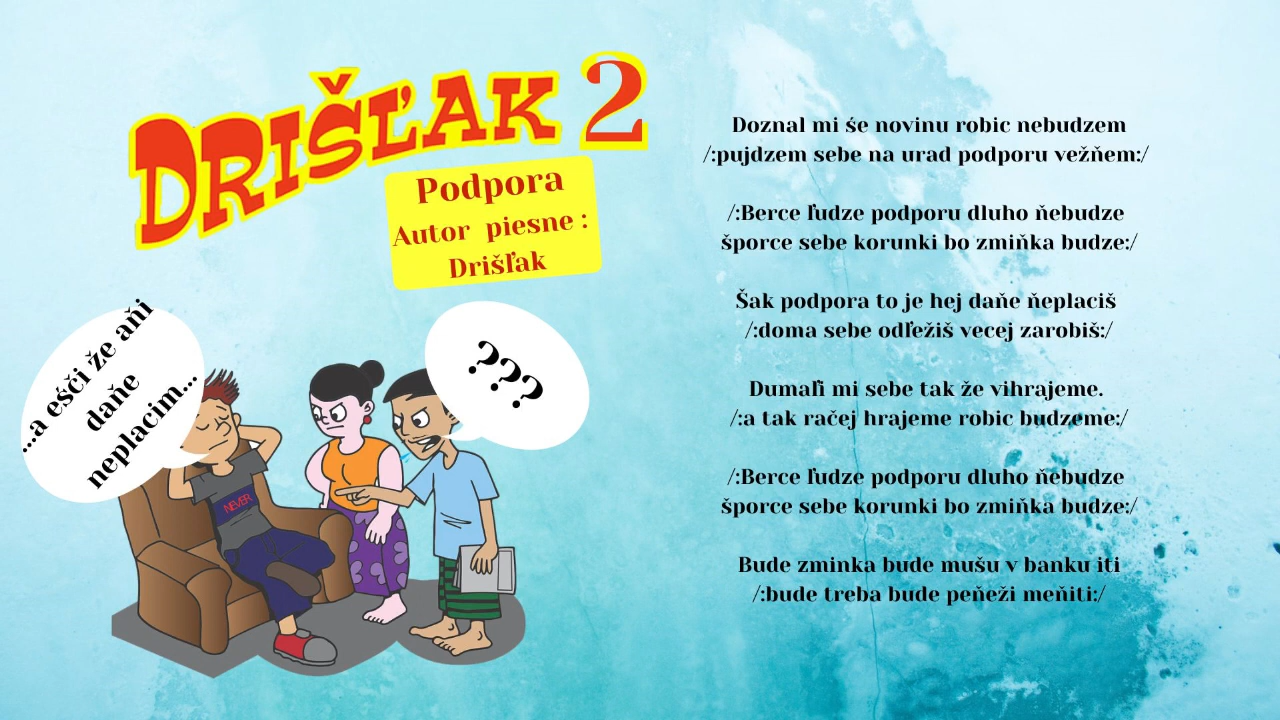 DRIŠĽAK 2
Podpora
Autor piesne :
Drišľak
...a eśči že aňi
daňe
neplacim...
???
NEVER
Doznal mi śe novinu robic nebudzem
/:pujdzem sebe na urad podporu vežňem:/
/:Berce ľudze podporu dluho ňebudze
šporce sebe korunki bo zmiňka budze:/
Šak podpora to je hej daňe ňeplaciš
/:doma sebe odľežiš vecej zarobiš:/
Dumaľi mi sebe tak že vihrajeme.
/:a tak račej hrajeme robic budzeme:/
/:Berce ľudze podporu dluho ňebudze
šporce sebe korunki bo zmiňka budze:/
Bude zminka bude mušu v banku iti
/:bude treba bude peňeži meňiti:/